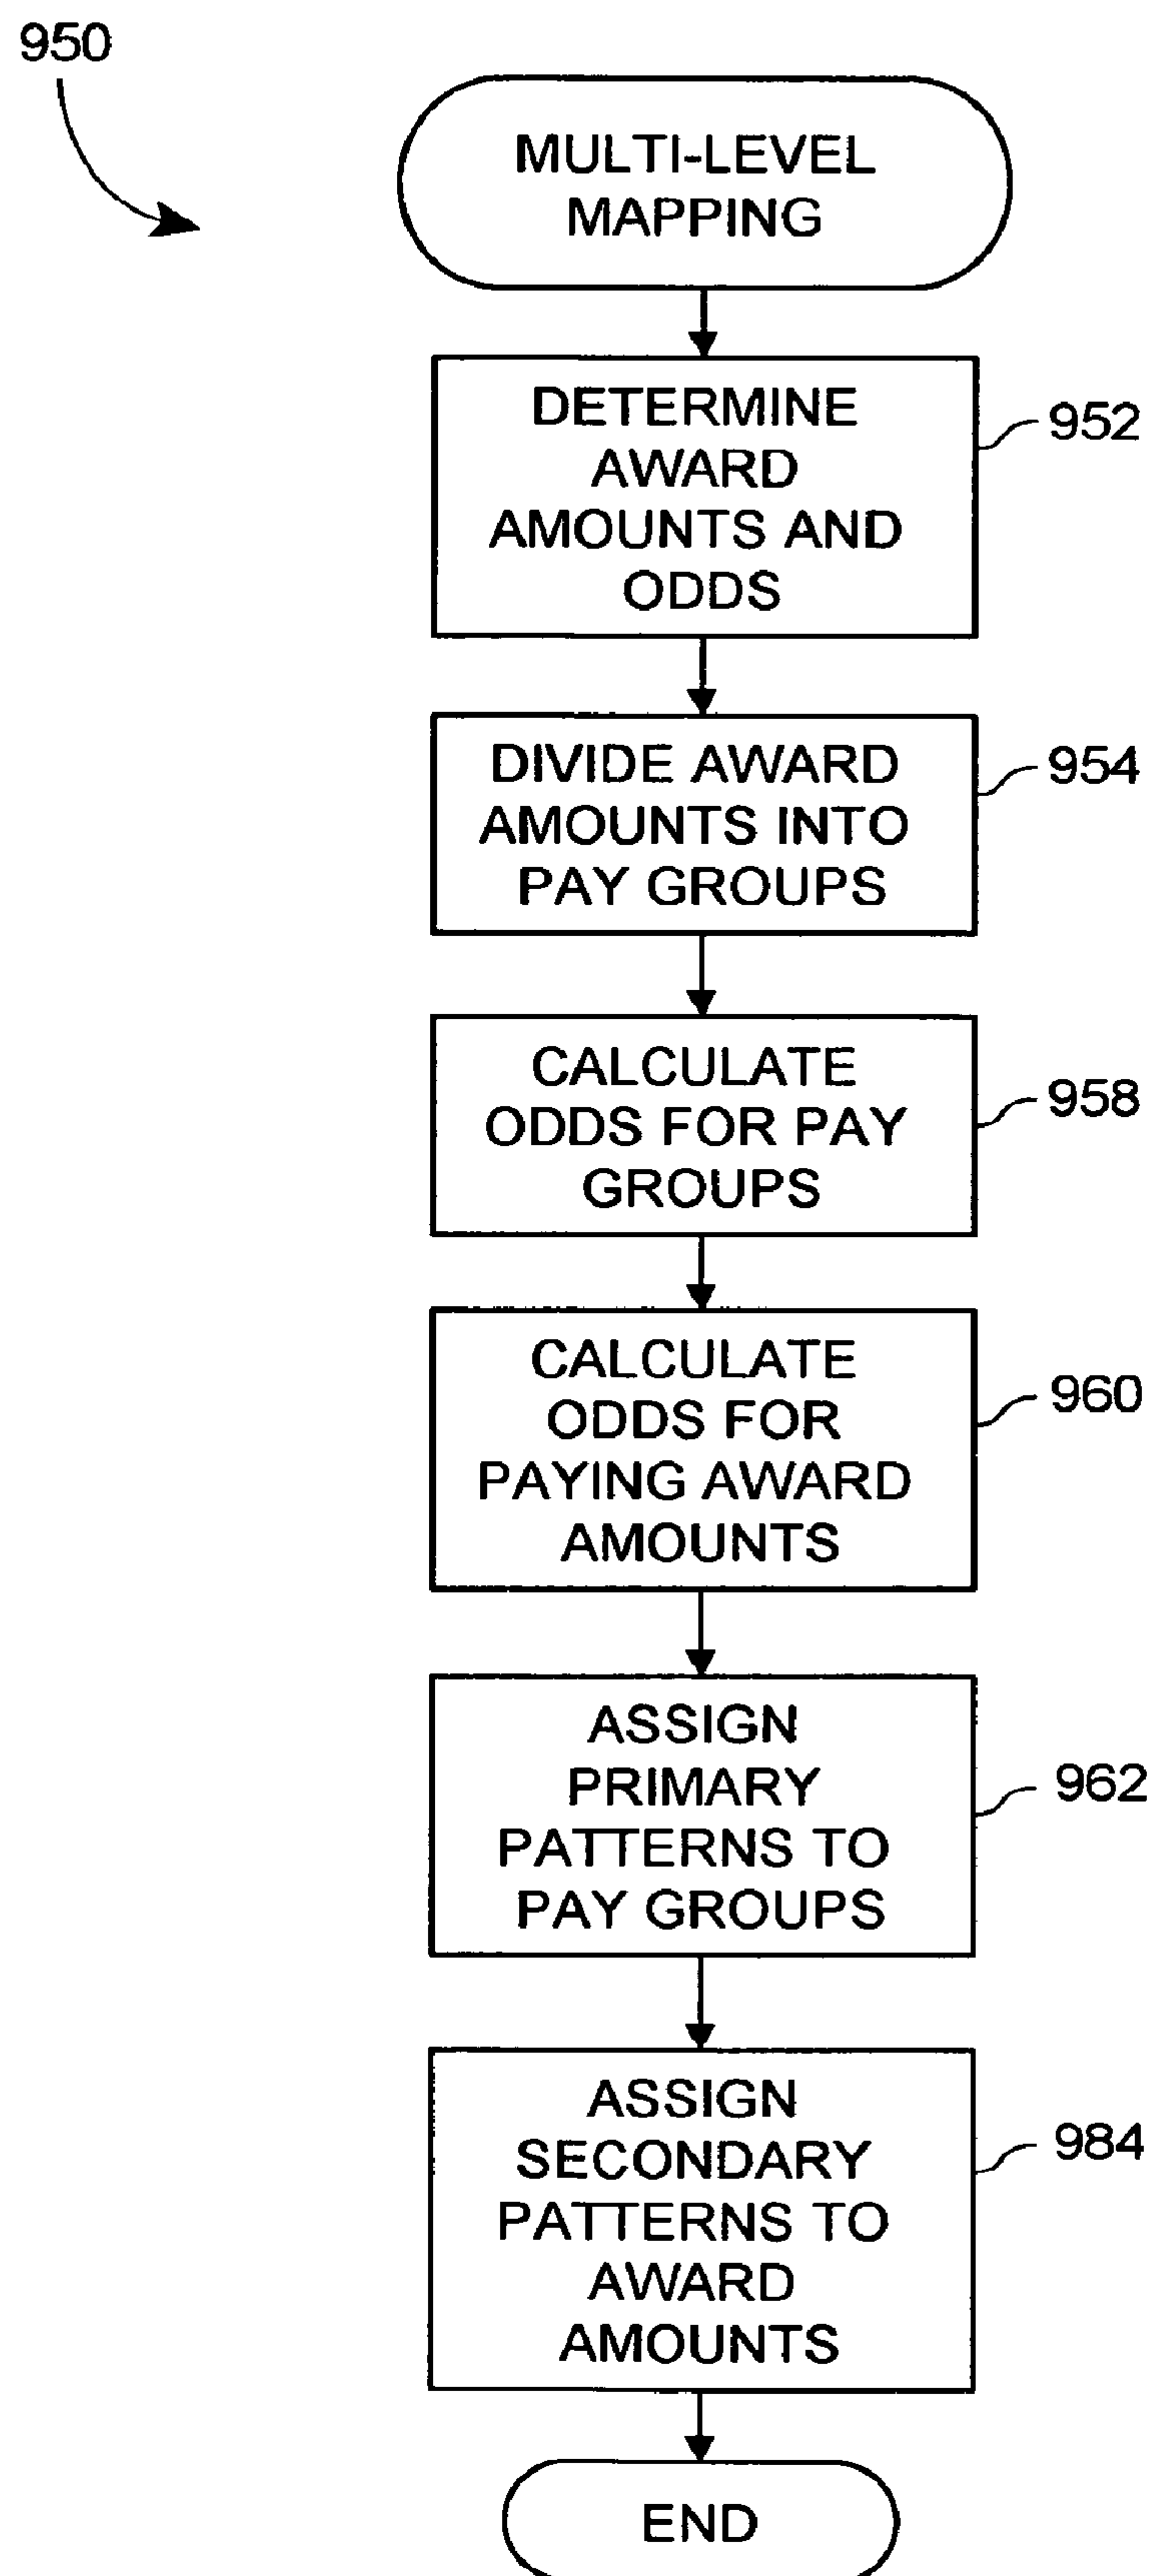 950
MULTI-LEVEL
MAPPING
DETERMINE
AWARD
AMOUNTS AND
ODDS
952
DIVIDE AWARD
AMOUNTS INTO
PAY GROUPS
954
CALCULATE
ODDS FOR PAY
GROUPS
958
CALCULATE
ODDS FOR
PAYING AWARD
AMOUNTS
960
ASSIGN
PRIMARY
PATTERNS TO
PAY GROUPS
962
ASSIGN
SECONDARY
PATTERNS TO
AWARD
AMOUNTS
984
END